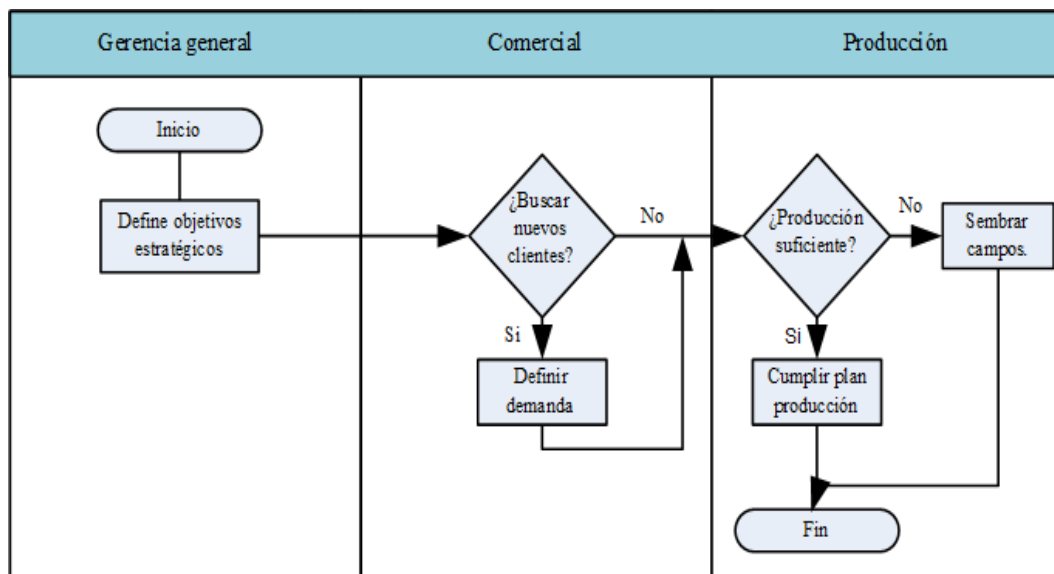 Gerencia general
Comercial
Producción
Inicio
Define objetivos
estratégicos
¿Buscar
nuevos
clientes?
No
Si
Definir
demanda
¿Producción
suficiente?
No
Sembrar
campos.
Si
Cumplir plan
producción
Fin